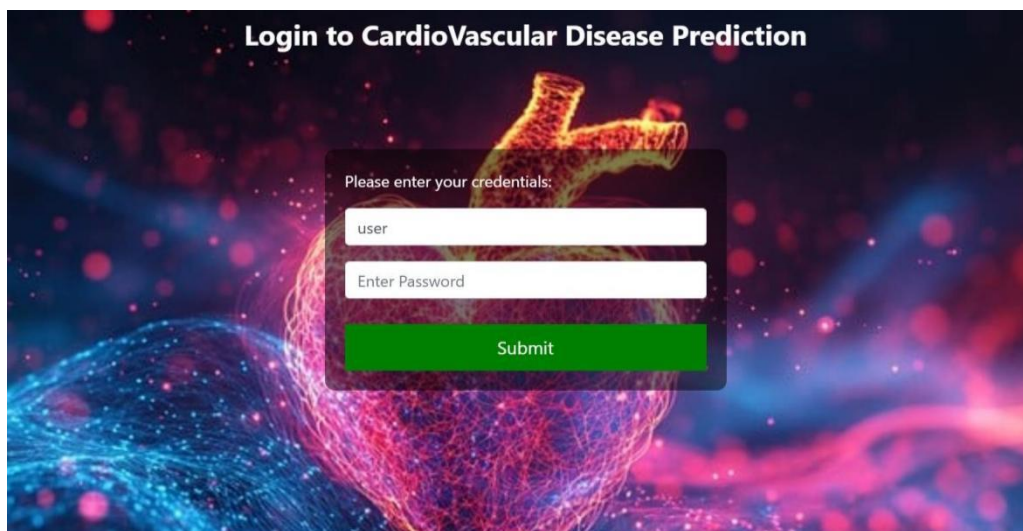 Login to CardioVascular Disease Prediction
Please enter your credentials:
user
Enter Password
Submit